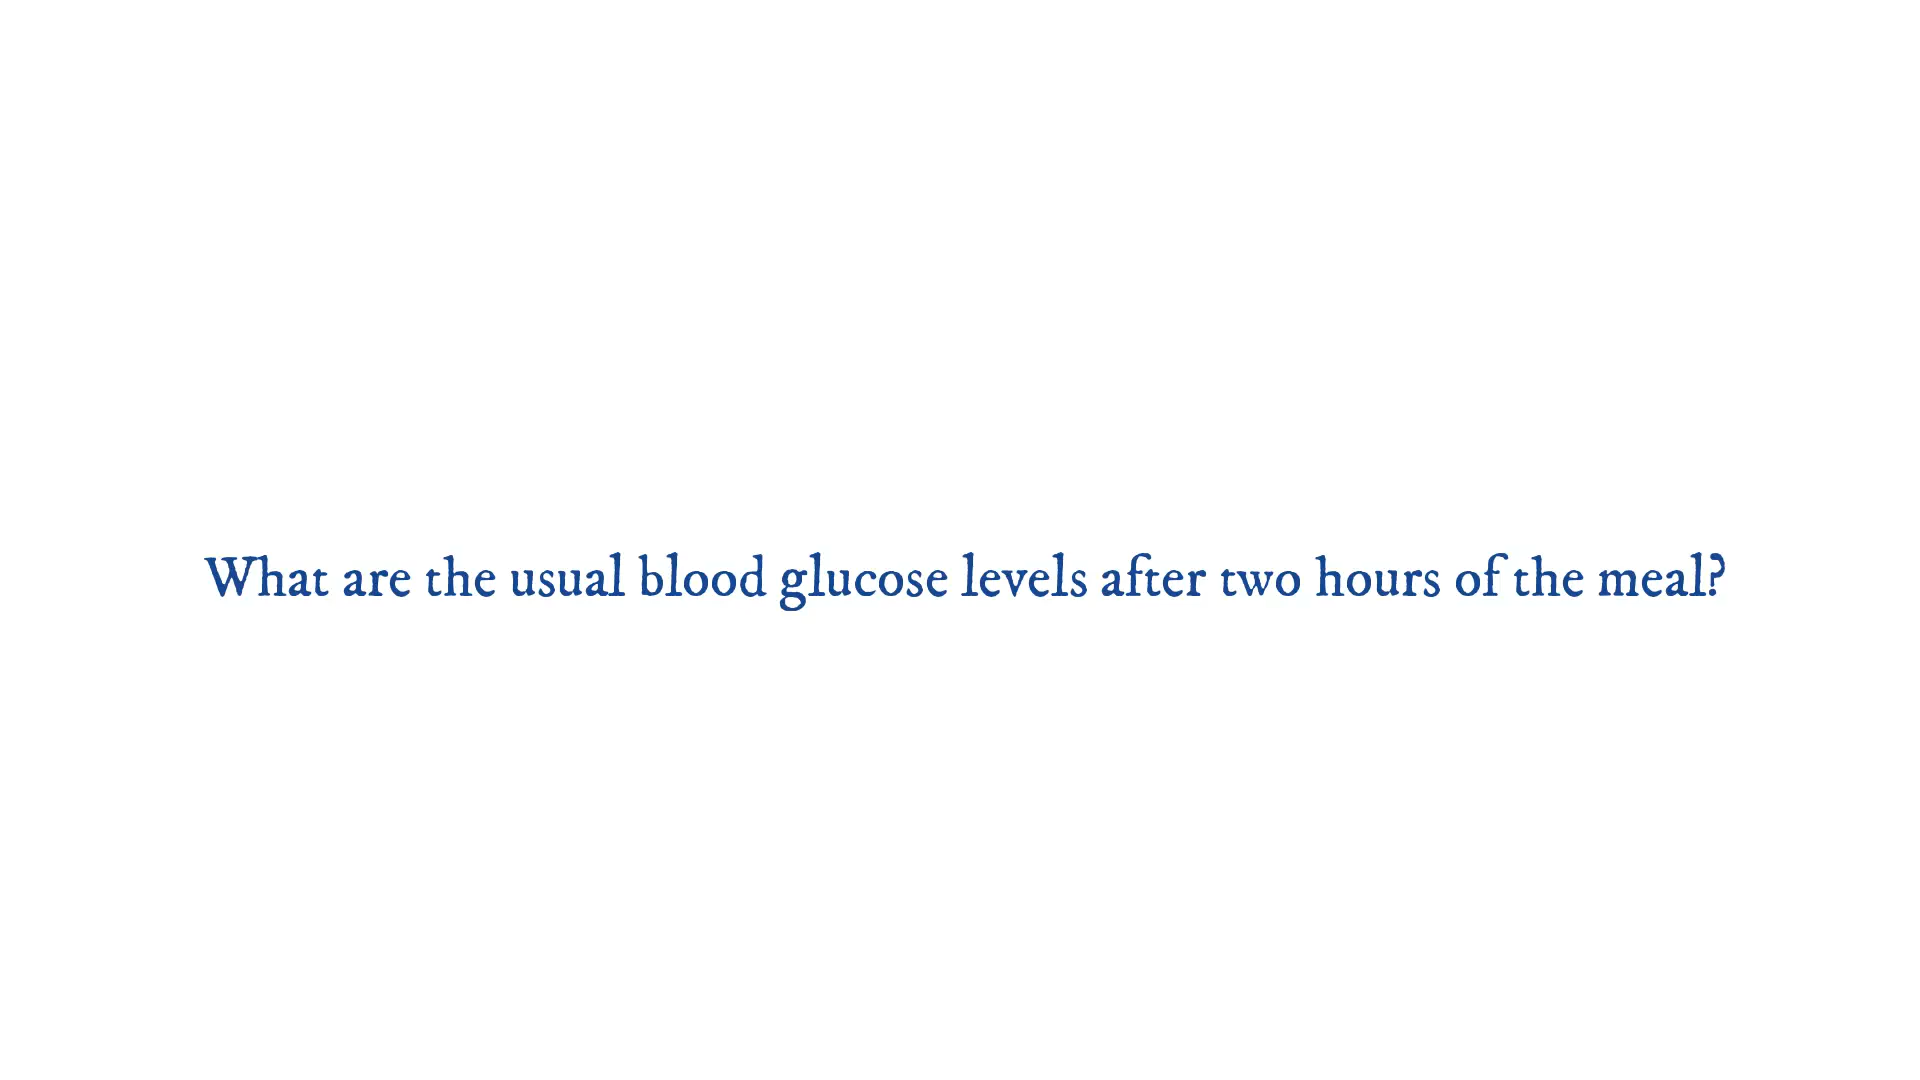 What are the usual blood glucose levels after two hours of the meal?